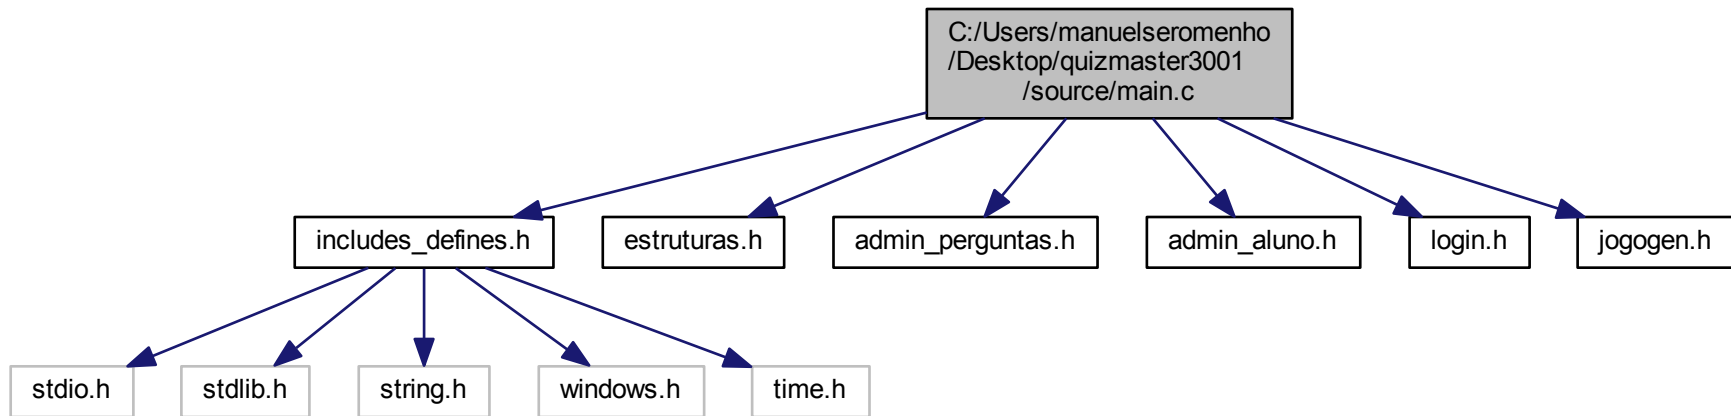 C:/Users/manuelseromenho
/Desktop/quizmaster3001
/source/main.c
includes_defines.h
estruturas.h
admin_perguntas.h
admin_aluno.h
login.h
jogogen.h
stdio.h
stdlib.h
string.h
windows.h
time.h